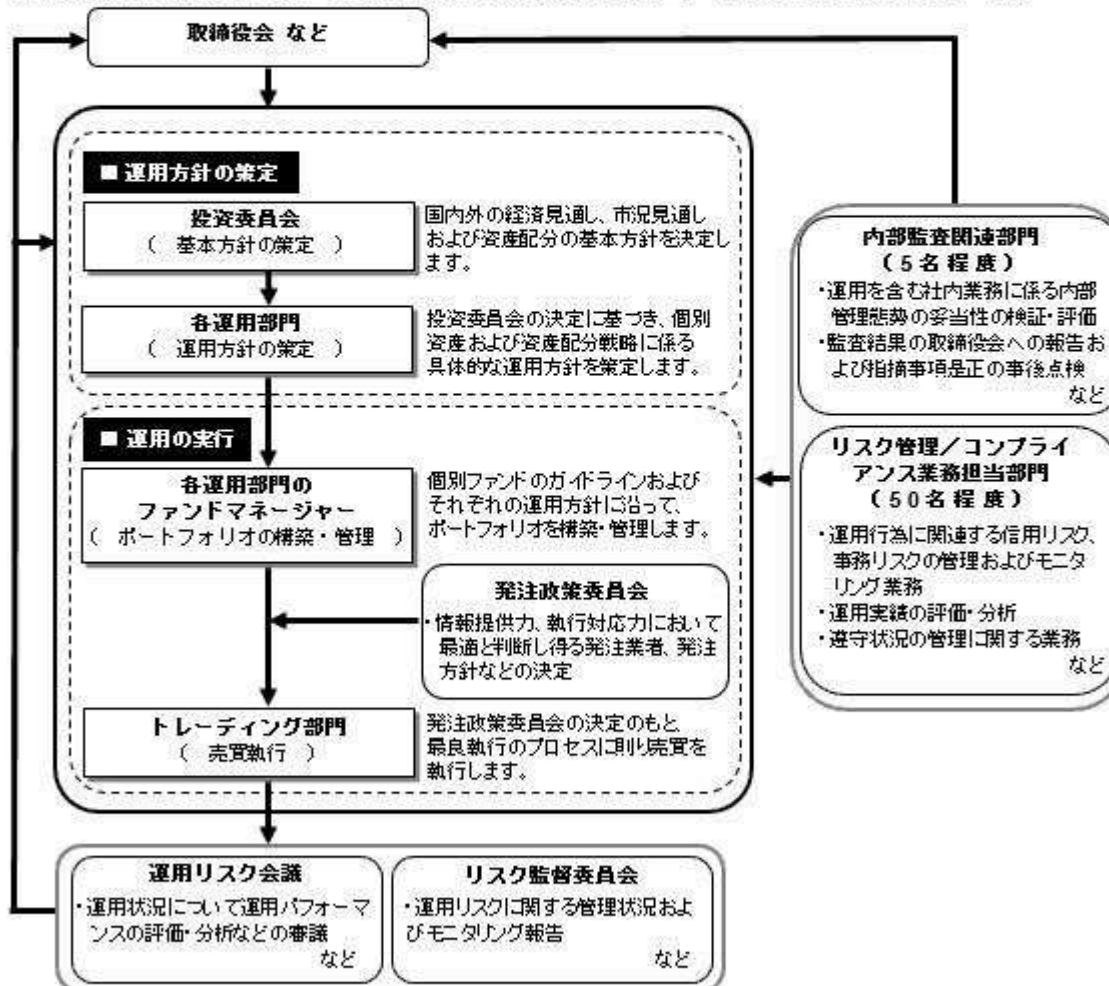 取締役会 など
■ 運用方針の策定
投資委員会
( 基本方針の策定 )
国内外の経済見通し、市況見通し
および資産配分の基本方針を決定し
ます。
各運用部門
( 運用方針の策定 )
投資委員会の決定に基づき、個別
資産および資産配分戦略に係る
具体的な運用方針を策定します。
■ 運用の実行
各運用部門の
ファンドマネージャー
( ポートフォリオの構築・管理 )
個別ファンドのガイドラインおよび
それぞれの運用方針に沿って、
ポートフォリオを構築・管理します。
発注政策委員会
・情報提供力、執行対応力において
最適と判断し得る発注業者、発注
方針などの決定
トレーディング部門
( 売買執行 )
発注政策委員会の決定のもと、
最良執行のプロセスに則り売買を
執行します。
運用リスク会議
・運用状況について運用パフォーマ
ンスの評価・分析などの審議
など
リスク監督委員会
・運用リスクに関する管理状況およ
びモニタリング報告
など
内部監査関連部門
(5名程度)
・運用を含む社内業務に係る内部
管理態勢の妥当性の検証・評価
・監査結果の取締役会への報告お
よび指摘事項是正の事後点検
など
リスク管理/コンプライ
アンス業務担当部門
(50名程度)
・運用行為に関連する信用リスク、
事務リスクの管理およびモニタ
リング業務
・運用実績の評価・分析
・遵守状況の管理に関する業務
など